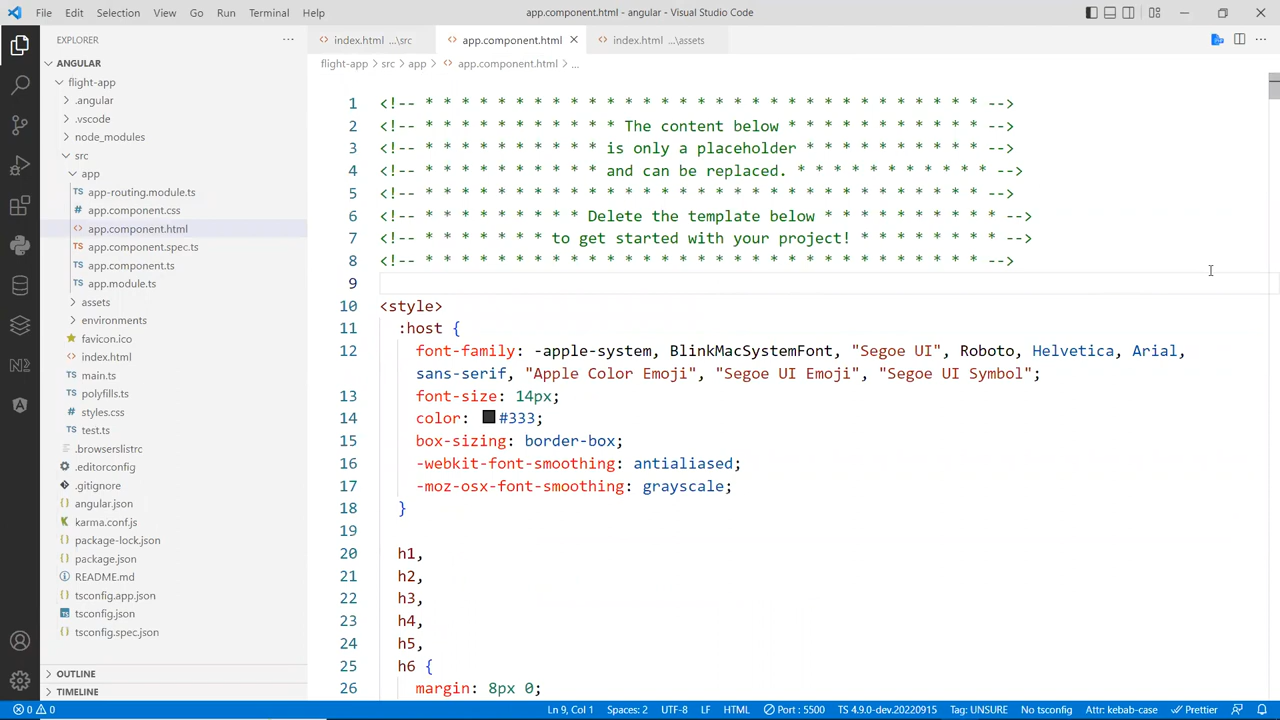 File Edit Selection View Go Run Terminal Help
app.component.html - angular - Visual Studio Code
EXPLORER
ANGULAR
flight-app
.angular
.vscode
node_modules
src
app
TS app-routing.module.ts
# app.component.css
<> app.component.html
TS app.component.spec.ts
TS app.component.ts
TS app.module.ts
assets
environments
favicon.ico
<> index.html
TS main.ts
TS polyfills.ts
# styles.css
TS test.ts
.browserslistrc
.editorconfig
.gitignore
{} angular.json
karma.conf.js
{} package-lock.json
{} package.json
README.md
{} tsconfig.app.json
tsconfig.json
{} tsconfig.spec.json
OUTLINE
TIMELINE
<> index.html ...\src
<> app.component.html
<> index.html ...\assets
flight-app > src > app > <> app.component.html > ...
1 <!-- * * * * * * * * * * * * * * * * * * * * * * * * * * * * * * * -->
2 <!-- * * * * * * * * * * * The content below * * * * * * * * * * * -->
3 <!-- * * * * * * * * * * is only a placeholder * * * * * * * * * * -->
4 <!-- * * * * * * * * * * and can be replaced. * * * * * * * * * * * -->
5 <!-- * * * * * * * * * * * * * * * * * * * * * * * * * * * * * * * -->
6 <!-- * * * * * * * * * Delete the template below * * * * * * * * * * -->
7 <!-- * * * * * * * to get started with your project! * * * * * * * * -->
8 <!-- * * * * * * * * * * * * * * * * * * * * * * * * * * * * * * * -->
9
10 <style>
11 :host {
12 font-family: -apple-system, BlinkMacSystemFont, "Segoe UI", Roboto, Helvetica, Arial,
sans-serif, "Apple Color Emoji", "Segoe UI Emoji", "Segoe UI Symbol";
13 font-size: 14px;
14 color: #333;
15 box-sizing: border-box;
16 -webkit-font-smoothing: antialiased;
17 -moz-osx-font-smoothing: grayscale;
18 }
19
20 h1,
21 h2,
22 h3,
23 h4,
24 h5,
25 h6 {
26 margin: 8px 0;
0 0
Ln 9, Col 1 Spaces: 2 UTF-8 LF HTML Port : 5500 TS 4.9.0-dev.20220915 Tag: UNSURE No tsconfig Attr: kebab-case Prettier